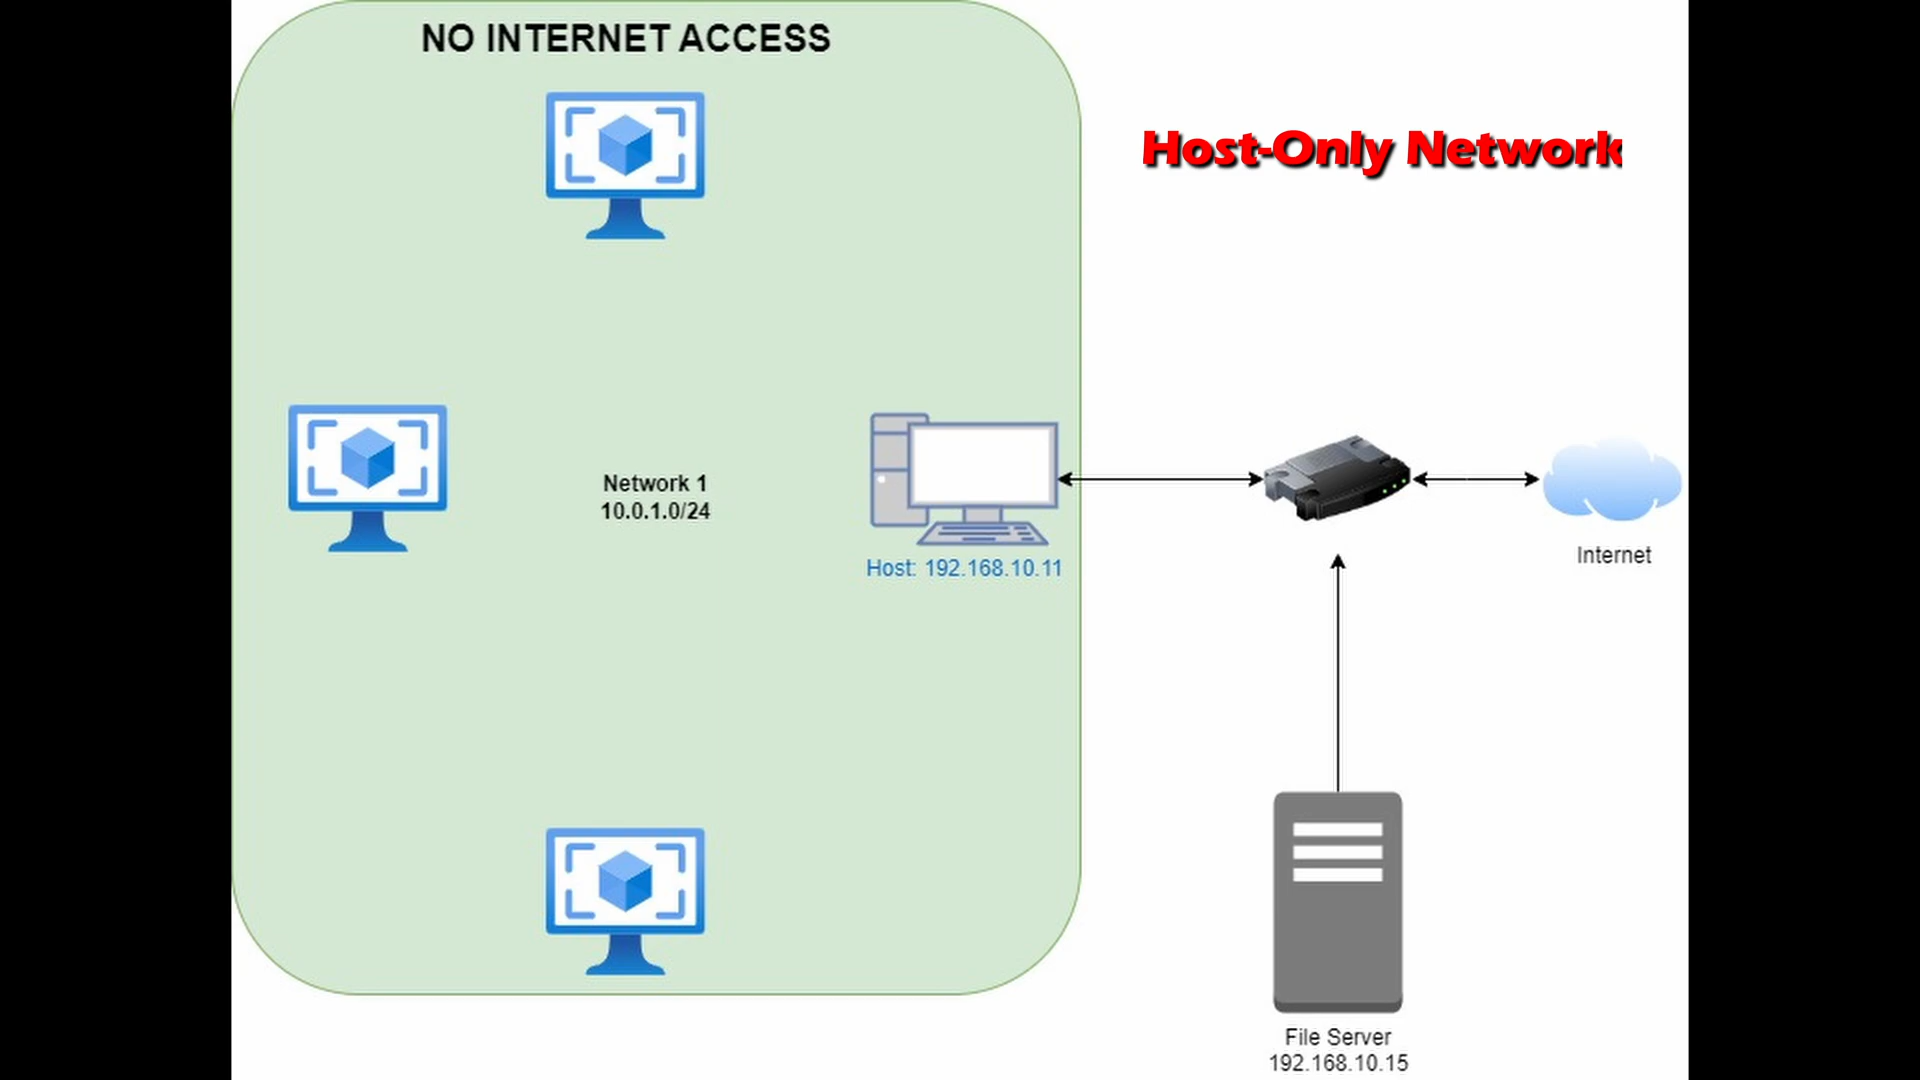 NO INTERNET ACCESS
Host-Only Network
Network 1
10.0.1.0/24
Host: 192.168.10.11
Internet
File Server
192.168.10.15